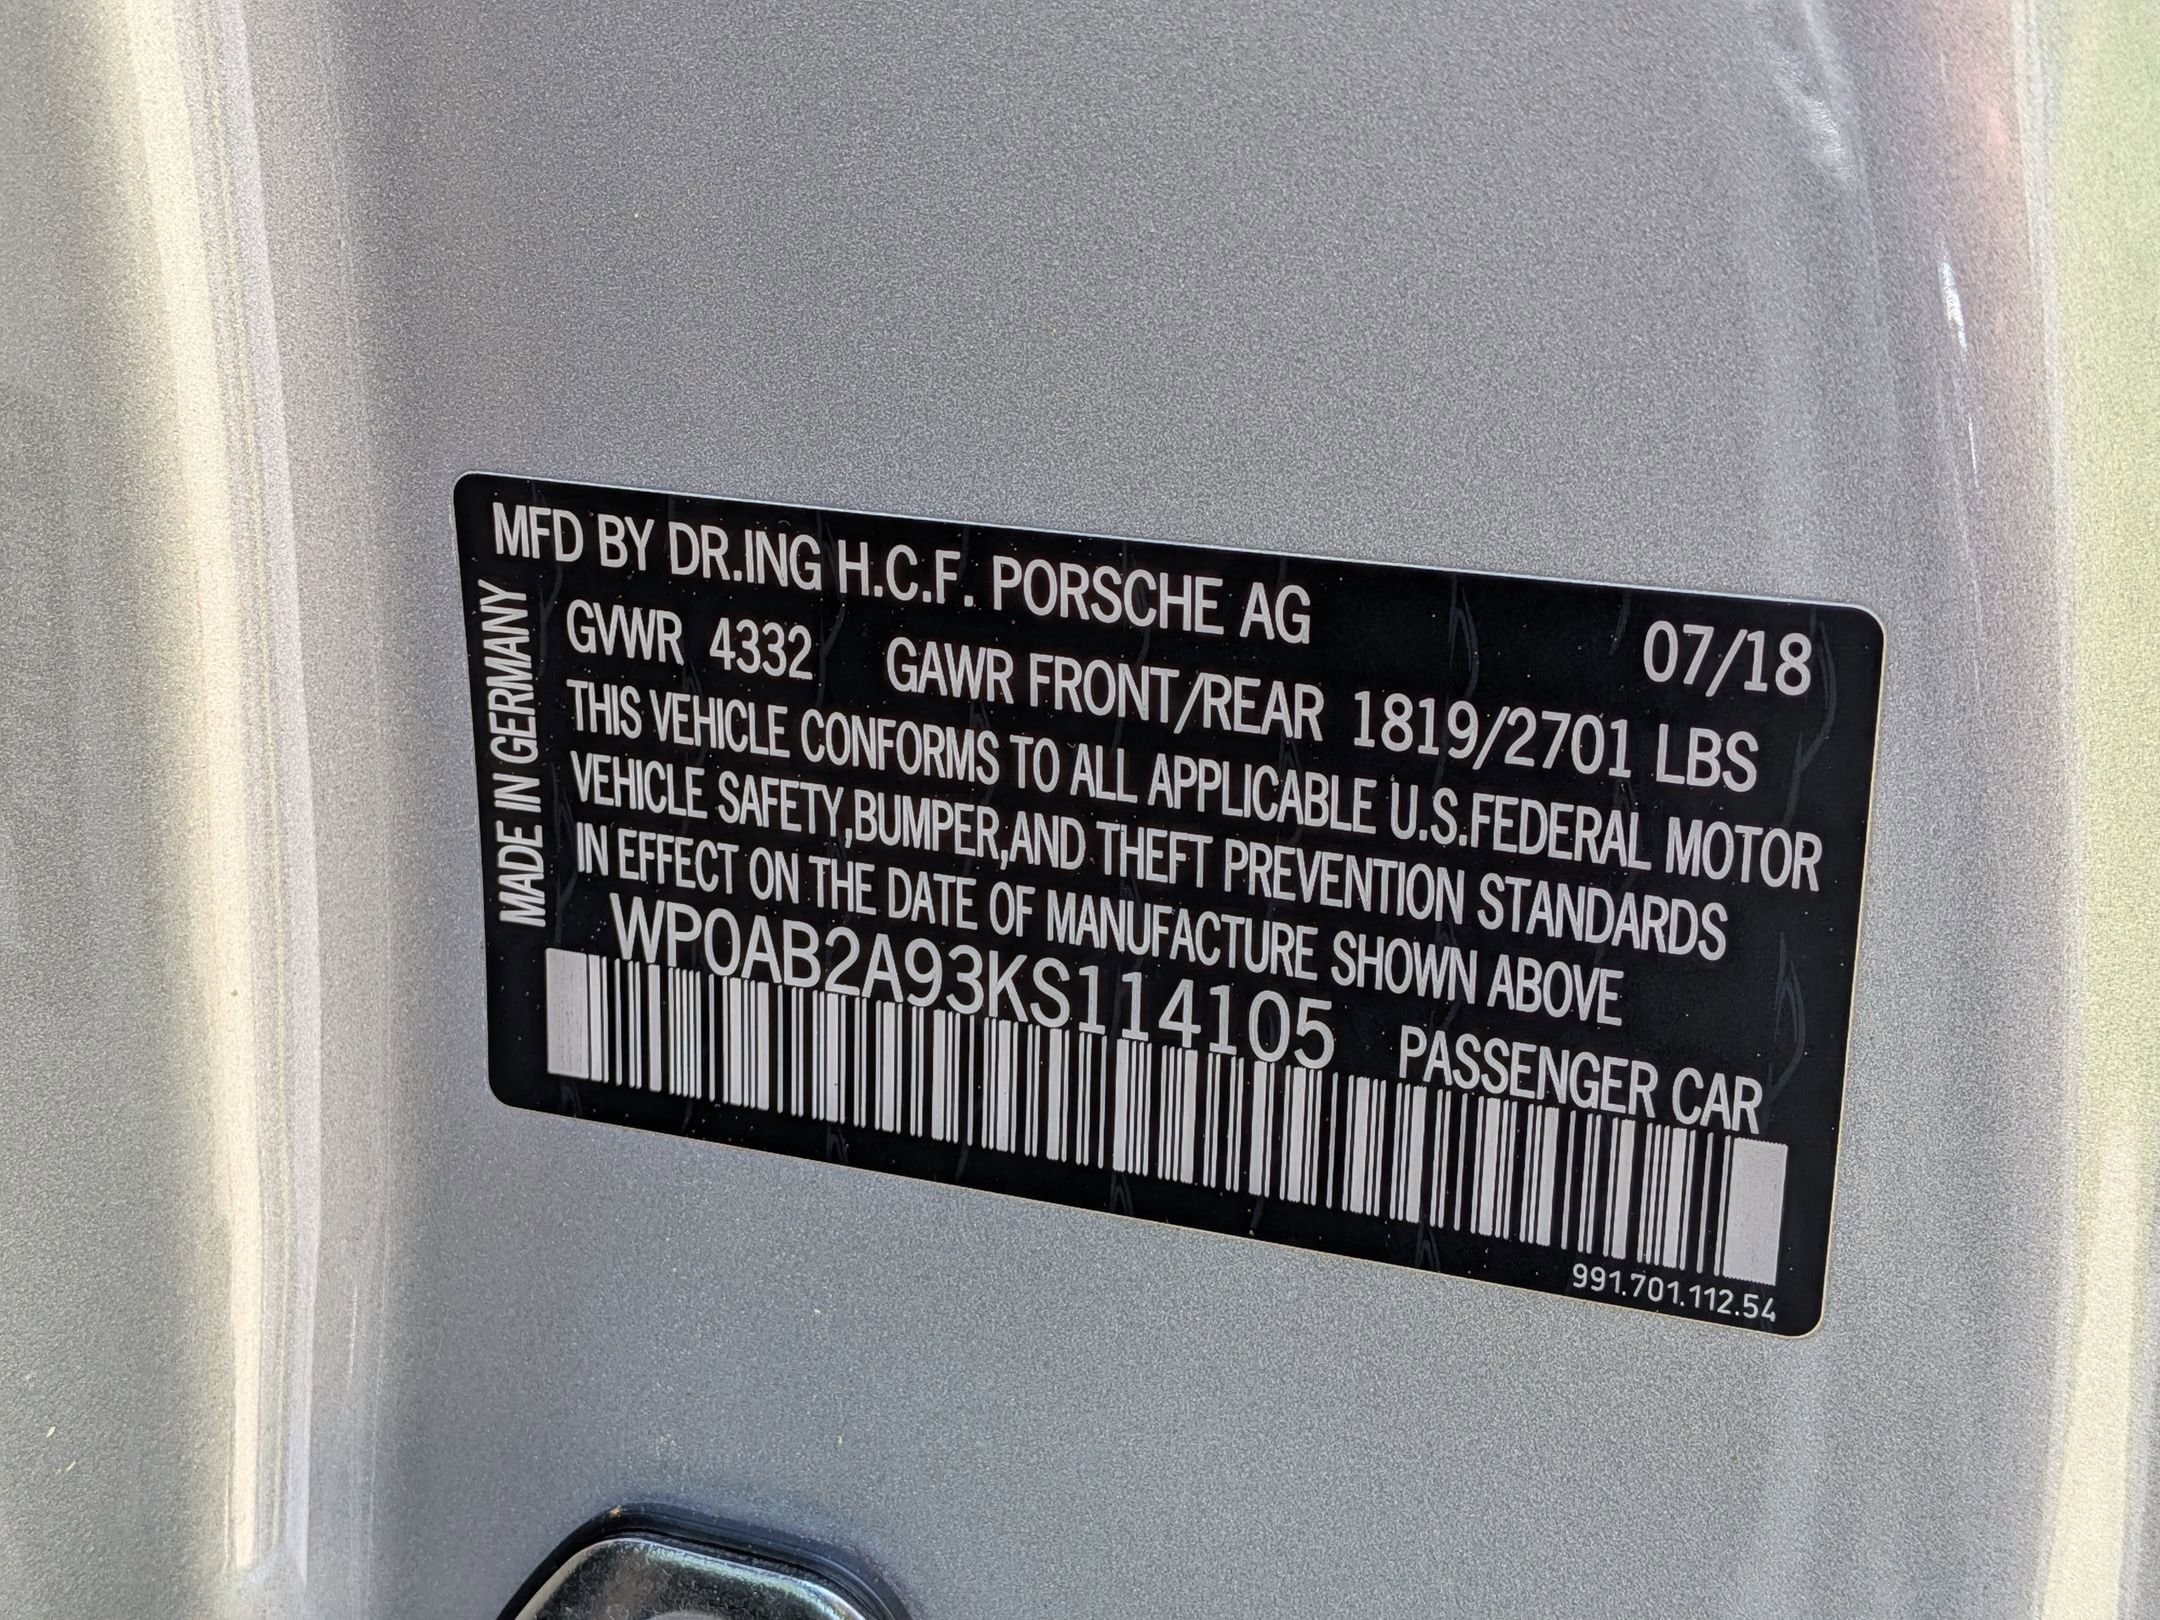 MFD BY DR.ING H.C.F. PORSCHE AG
07/18
GVWR 4332 GAWR FRONT/REAR 1819/2701 LBS
THIS VEHICLE CONFORMS TO ALL APPLICABLE U.S.FEDERAL MOTOR
VEHICLE SAFETY,BUMPER,AND THEFT PREVENTION STANDARDS
IN EFFECT ON THE DATE OF MANUFACTURE SHOWN ABOVE
WP0AB2A93KS114105 PASSENGER CAR
991.701.112.54
MADE IN GERMANY